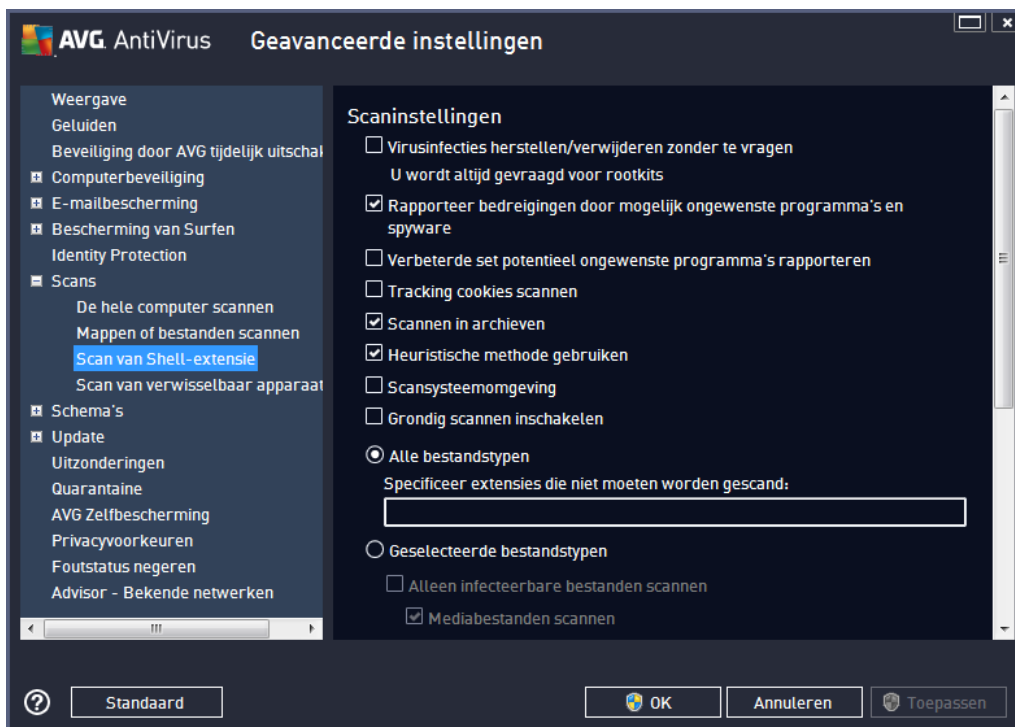 AVG. AntiVirus Geavanceerde instellingen
Weergave
Geluiden
Beveiliging door AVG tijdelijk uitschak
Computerbeveiliging
E-mailbescherming
Bescherming van Surfen
Identity Protection
Scans
De hele computer scannen
Mappen of bestanden scannen
Scan van Shell-extensie
Scan van verwisselbaar apparaat
Schema's
Update
Uitzonderingen
Quarantaine
AVG Zelfbescherming
Privacyvoorkeuren
Foutstatus negeren
Advisor - Bekende netwerken
Scaninstellingen
Virusinfecties herstellen/verwijderen zonder te vragen
U wordt altijd gevraagd voor rootkits
Rapporteer bedreigingen door mogelijk ongewenste programma's en
spyware
Verbeterde set potentieel ongewenste programma's rapporteren
Tracking cookies scannen
Scannen in archieven
Heuristische methode gebruiken
Scansysteemomgeving
Grondig scannen inschakelen
Alle bestandstypen
Specificeer extensies die niet moeten worden gescand:
Geselecteerde bestandstypen
Alleen infecteerbare bestanden scannen
Mediabestanden scannen
Standaard
OK
Annuleren
Toepassen